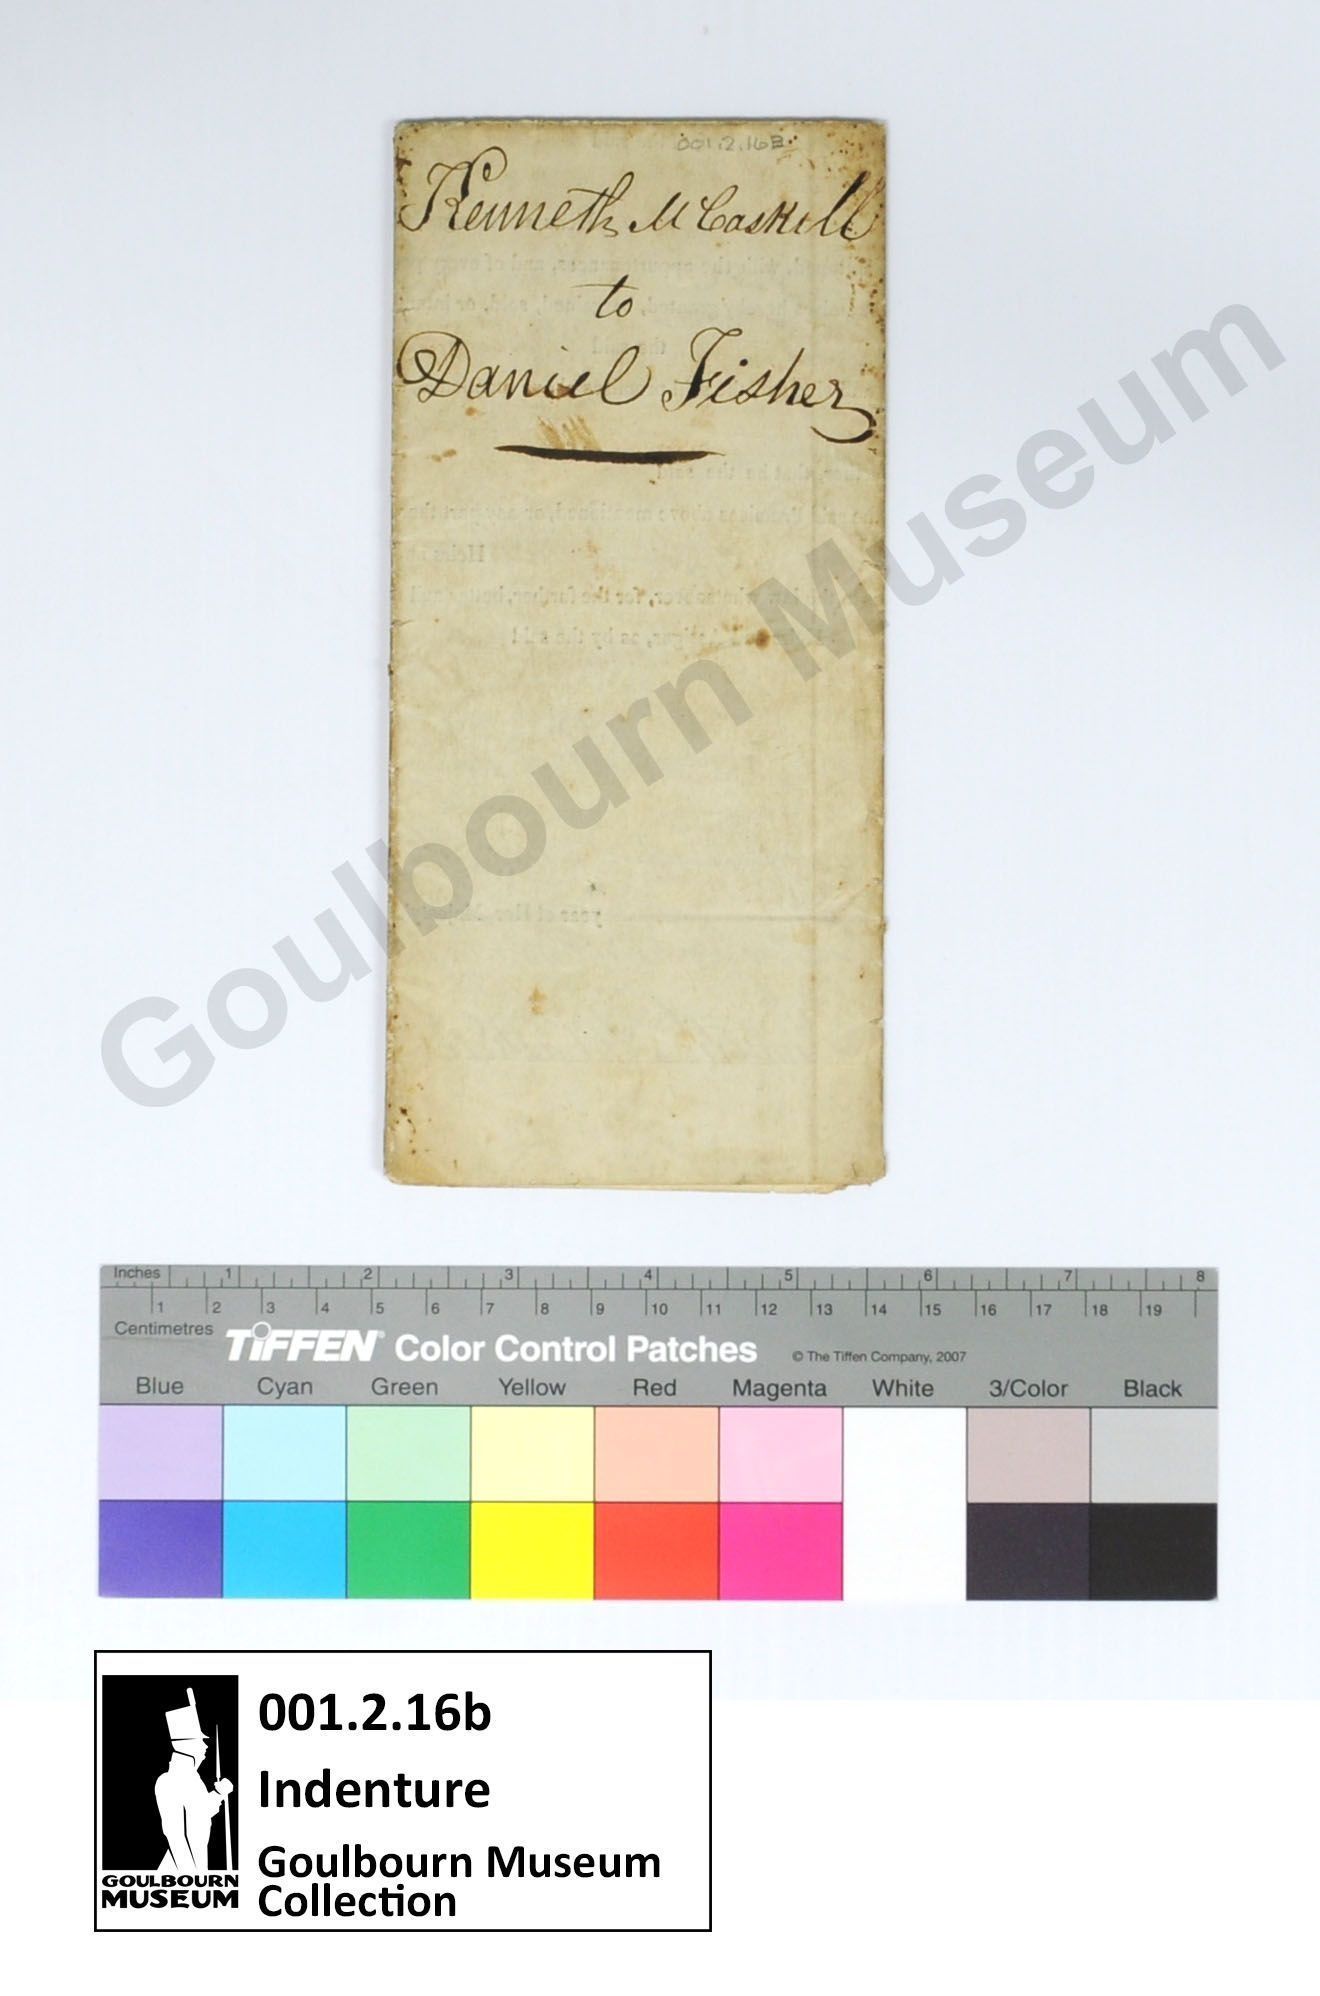 001.2.16B
Kenneth McCaskill
to
Daniel Fisher
Goulbourn Museum
Inches 1 2 3 4 5 6 7 8
1 2 3 4 5 6 7 8 9 10 11 12 13 14 15 16 17 18 19
Centimetres
TIFFEN Color Control Patches © The Tiffen Company, 2007
Blue Cyan Green Yellow Red Magenta White 3/Color Black
001.2.16b
Indenture
Goulbourn Museum
Collection
GOULBOURN
MUSEUM